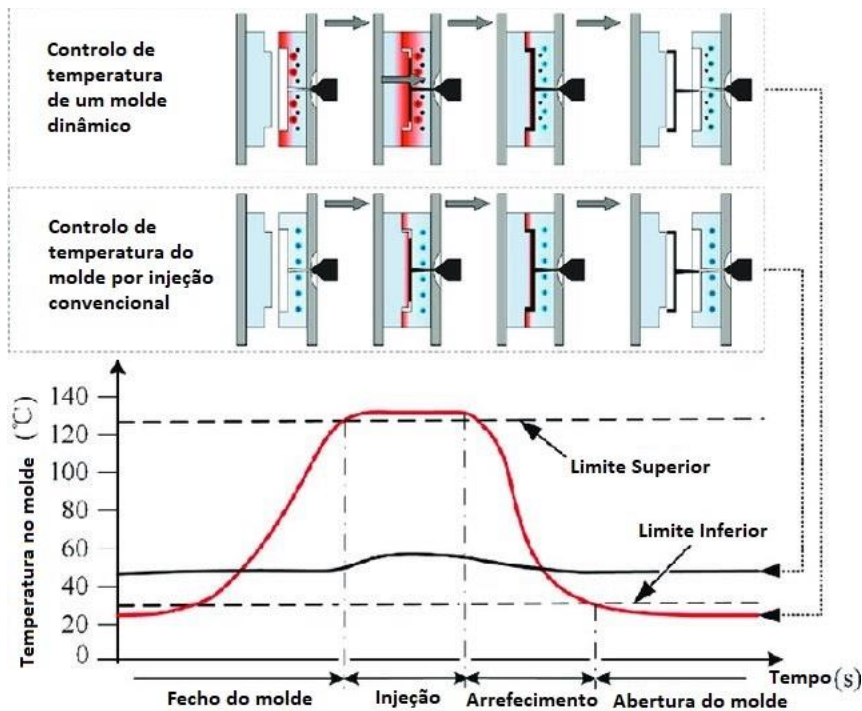 Controlo de
temperatura
de um molde
dinâmico
Controlo de
temperatura do
molde por injeção
convencional
Temperatura no molde (℃)
140
120
100
80
60
40
20
0
Limite Superior
Limite Inferior
Tempo (s)
Fecho do molde
Injeção
Arrefecimento
Abertura do molde